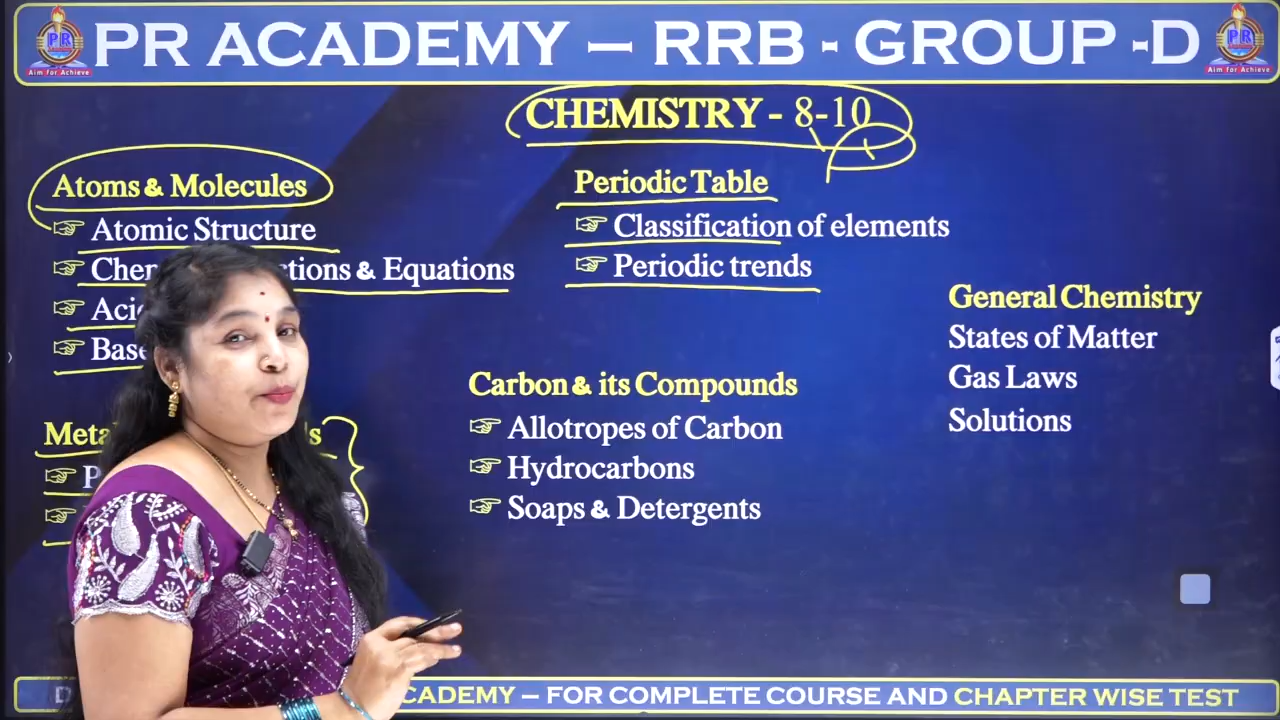 PR ACADEMY – RRB - GROUP -D
PR
Aim for Achieve
PR
Aim for Achieve
CHEMISTRY - 8-10
Atoms & Molecules
☞ Atomic Structure
☞ & Equations
☞
☞
☞
☞
Periodic Table
☞ Classification of elements
☞ Periodic trends
Carbon & its Compounds
☞ Allotropes of Carbon
☞ Hydrocarbons
☞ Soaps & Detergents
General Chemistry
States of Matter
Gas Laws
Solutions
– FOR COMPLETE COURSE AND CHAPTER WISE TEST